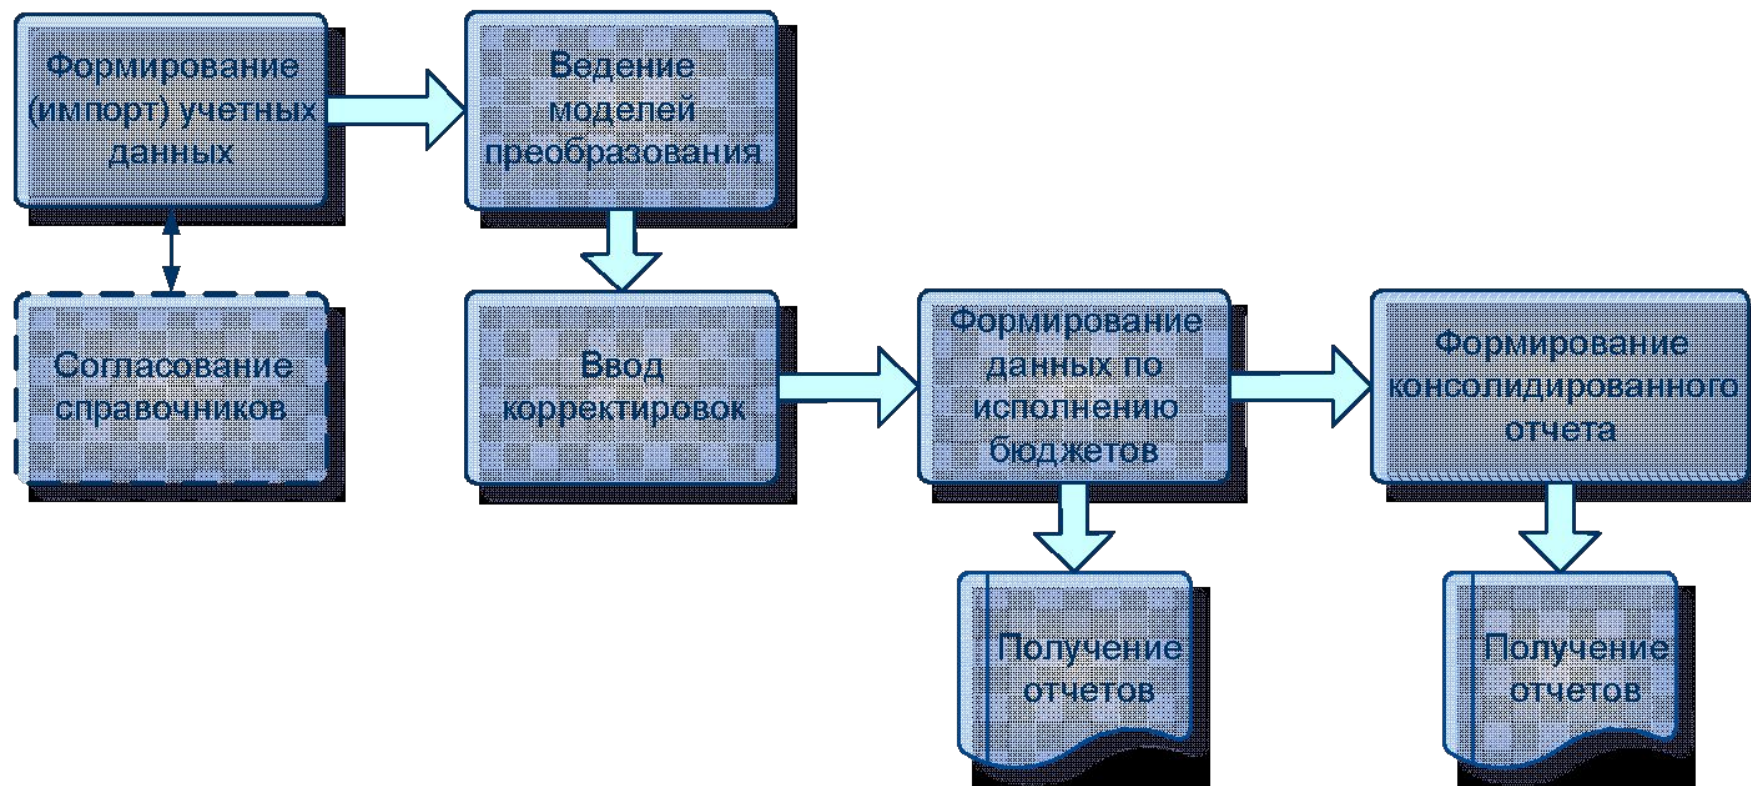 Формирование
(импорт) учетных
данных
Ведение
моделей
преобразования
Согласование
справочников
Ввод
корректировок
Формирование
данных по
исполнению
бюджетов
Формирование
консолидированного
отчета
Получение
отчетов
Получение
отчетов